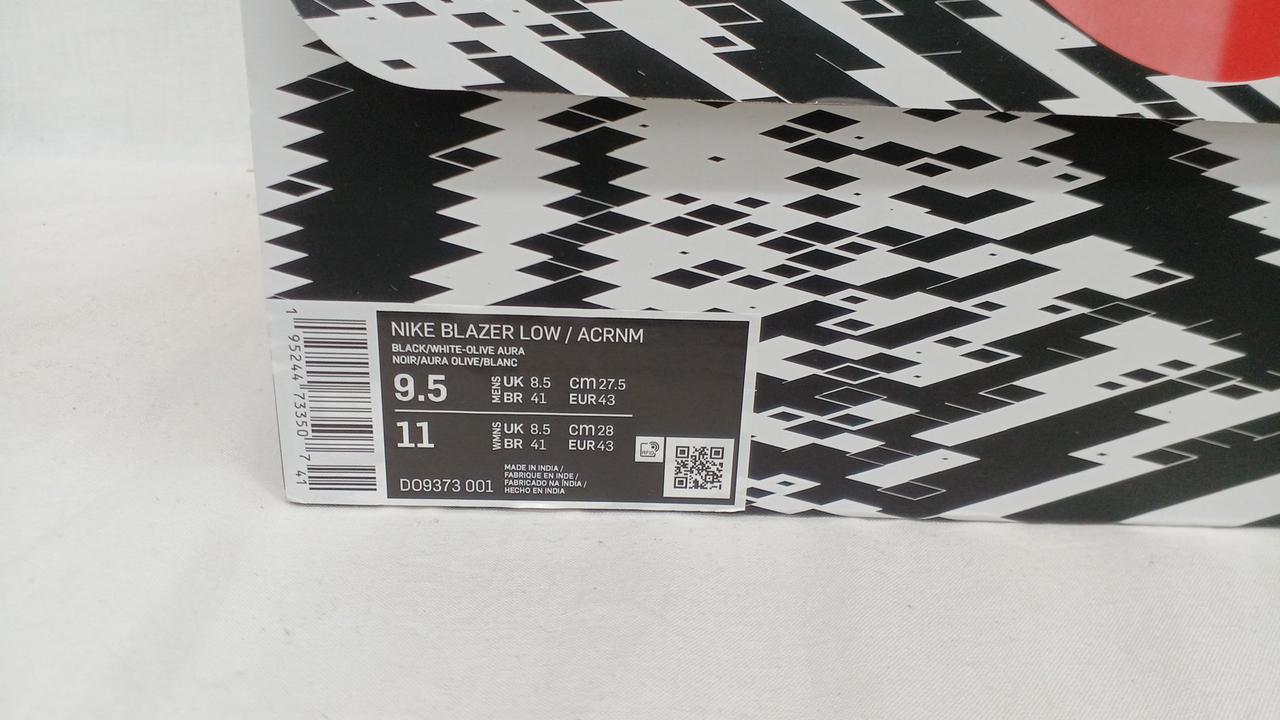 1 95244 73350 7 41
NIKE BLAZER LOW / ACRNM
BLACK/WHITE-OLIVE AURA
NOIR/AURA OLIVE/BLANC
9.5 MENS UK 8.5 cm 27.5
BR 41 EUR 43
11 WMNS UK 8.5 cm 28
BR 41 EUR 43
RFID
DO9373 001
MADE IN INDIA /
FABRIQUE EN INDE /
FABRICADO NA ÍNDIA /
HECHO EN INDIA